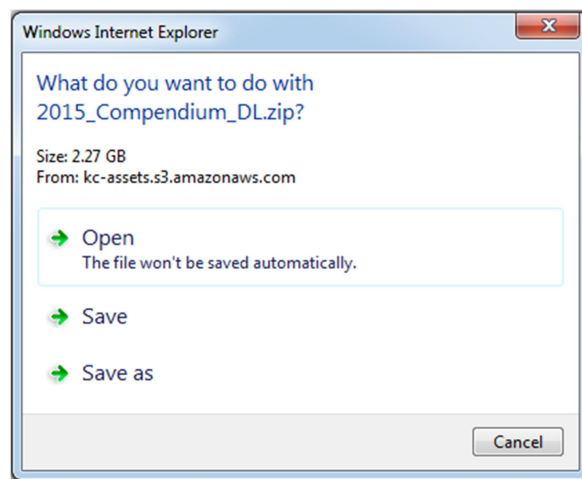 Windows Internet Explorer
What do you want to do with
2015_Compendium_DL.zip?
Size: 2.27 GB
From: kc-assets.s3.amazonaws.com
Open
The file won't be saved automatically.
Save
Save as
Cancel